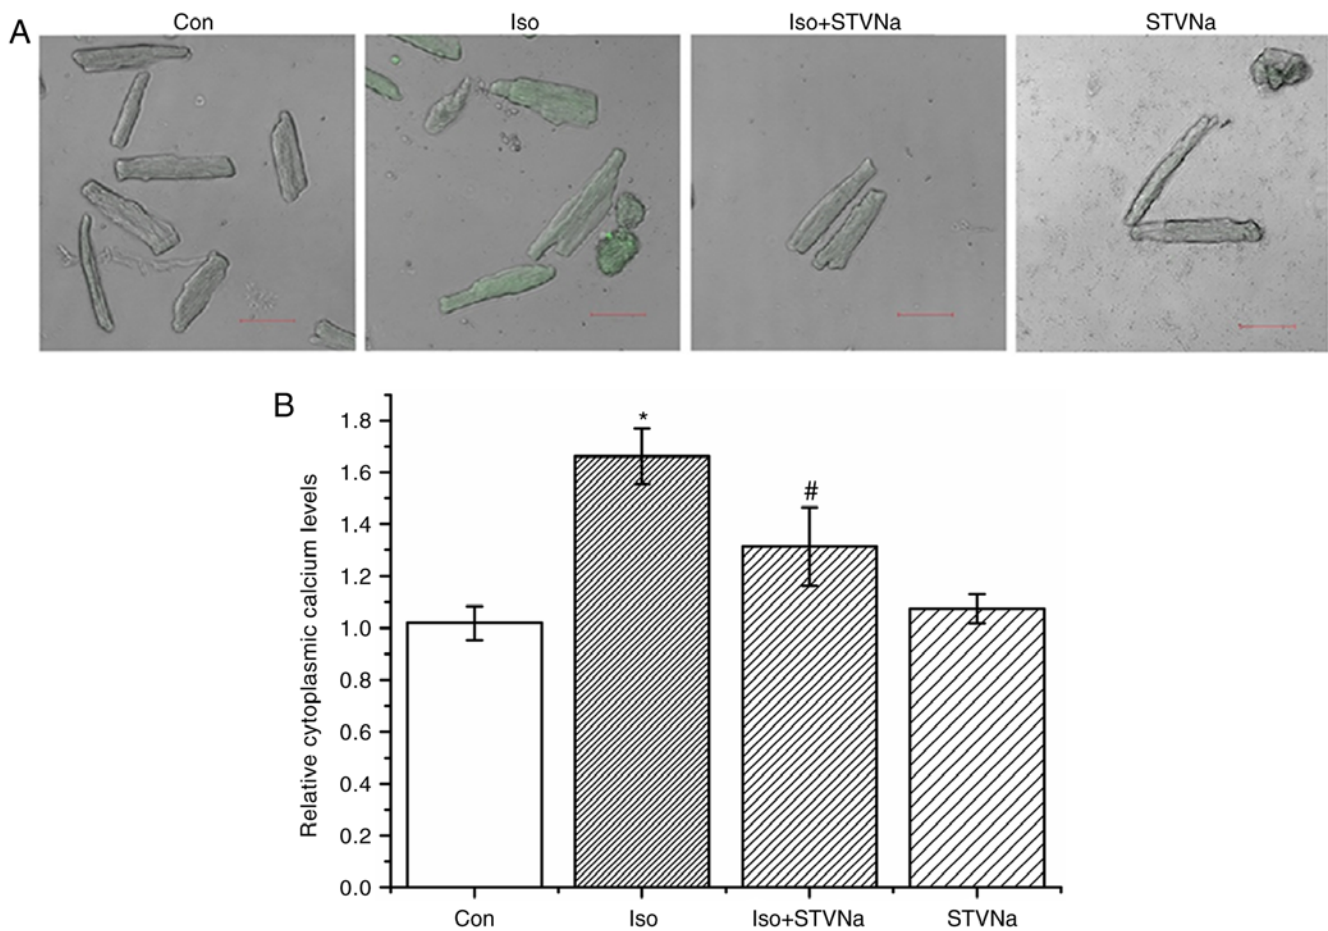 A
Con
Iso
Iso+STVNa
STVNa
B
*
#
Relative cytoplasmic calcium levels
1.8
1.6
1.4
1.2
1.0
0.8
0.6
0.4
0.2
0.0
Con
Iso
Iso+STVNa
STVNa